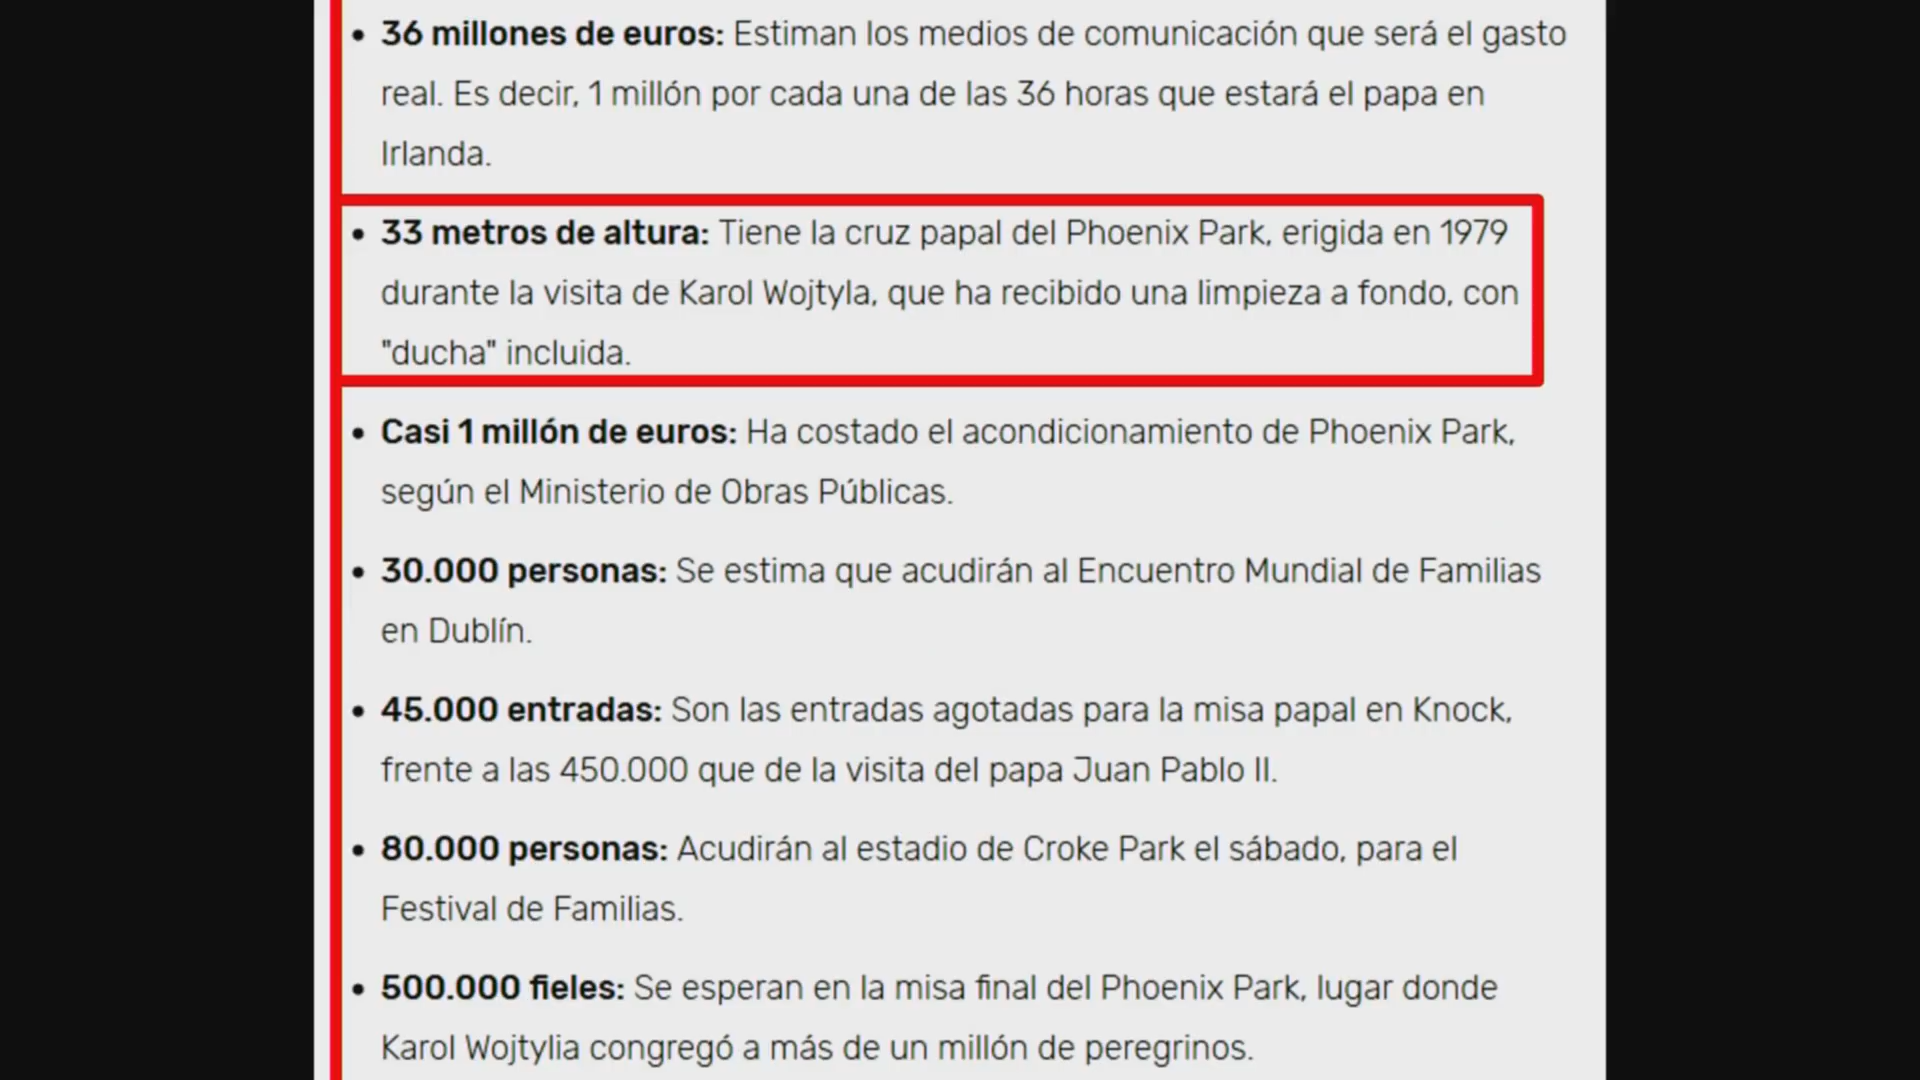 36 millones de euros: Estiman los medios de comunicación que será el gasto
real. Es decir, 1 millón por cada una de las 36 horas que estará el papa en
Irlanda.
33 metros de altura: Tiene la cruz papal del Phoenix Park, erigida en 1979
durante la visita de Karol Wojtyla, que ha recibido una limpieza a fondo, con
"ducha" incluida.
Casi 1 millón de euros: Ha costado el acondicionamiento de Phoenix Park,
según el Ministerio de Obras Públicas.
30.000 personas: Se estima que acudirán al Encuentro Mundial de Familias
en Dublín.
45.000 entradas: Son las entradas agotadas para la misa papal en Knock,
frente a las 450.000 que de la visita del papa Juan Pablo II.
80.000 personas: Acudirán al estadio de Croke Park el sábado, para el
Festival de Familias.
500.000 fieles: Se esperan en la misa final del Phoenix Park, lugar donde
Karol Wojtylia congregó a más de un millón de peregrinos.